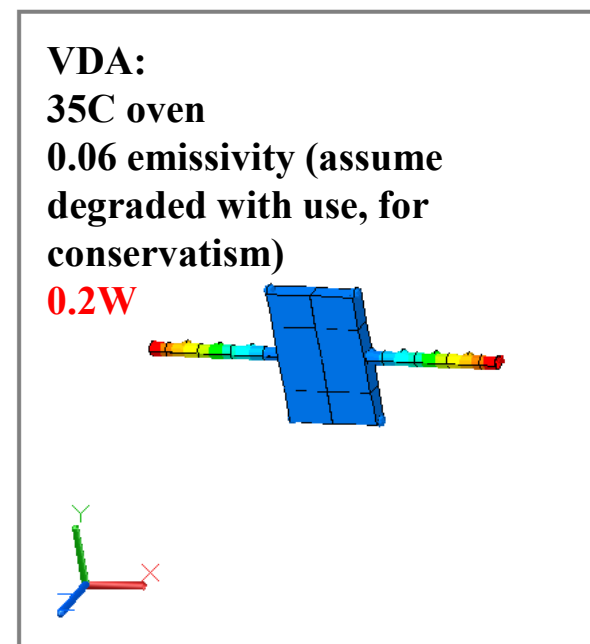 VDA:
35C oven
0.06 emissivity (assume
degraded with use, for
conservatism)
0.2W
Y
X
Z